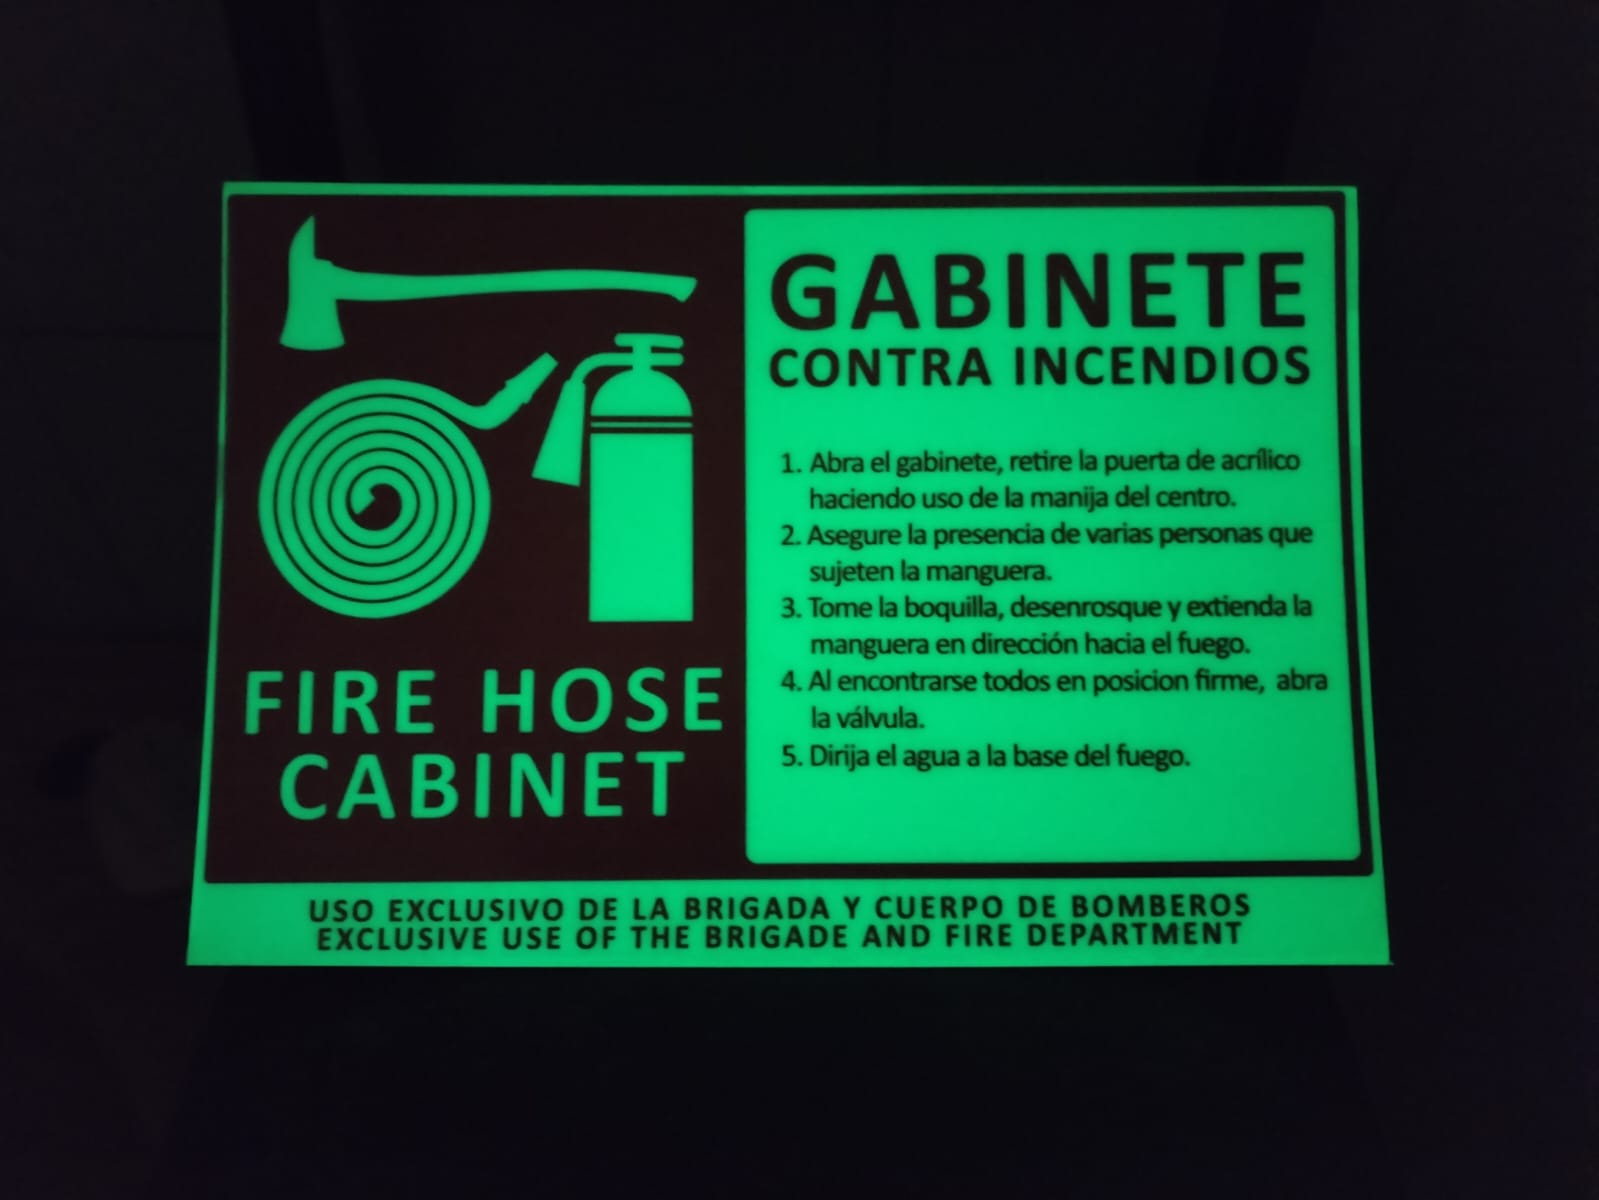 FIRE HOSE
CABINET
GABINETE
CONTRA INCENDIOS
1. Abra el gabinete, retire la puerta de acrílico
haciendo uso de la manija del centro.
2. Asegure la presencia de varias personas que
sujeten la manguera.
3. Tome la boquilla, desenrosque y extienda la
manguera en dirección hacia el fuego.
4. Al encontrarse todos en posicion firme, abra
la válvula.
5. Dirija el agua a la base del fuego.
USO EXCLUSIVO DE LA BRIGADA Y CUERPO DE BOMBEROS
EXCLUSIVE USE OF THE BRIGADE AND FIRE DEPARTMENT